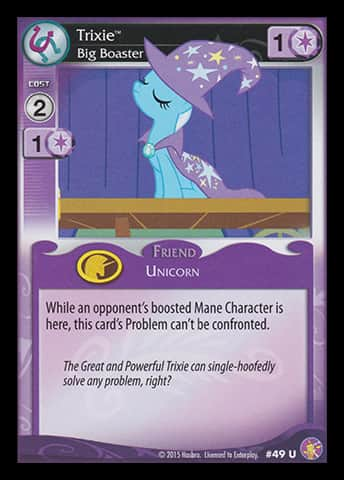 Trixie™
1
Big Boaster
COST
2
1
FRIEND
UNICORN
While an opponent's boosted Mane Character is
here, this card's Problem can't be confronted.
The Great and Powerful Trixie can single-hoofedly
solve any problem, right?
© 2015 Hasbro. Licensed to Enterplay. #49 U